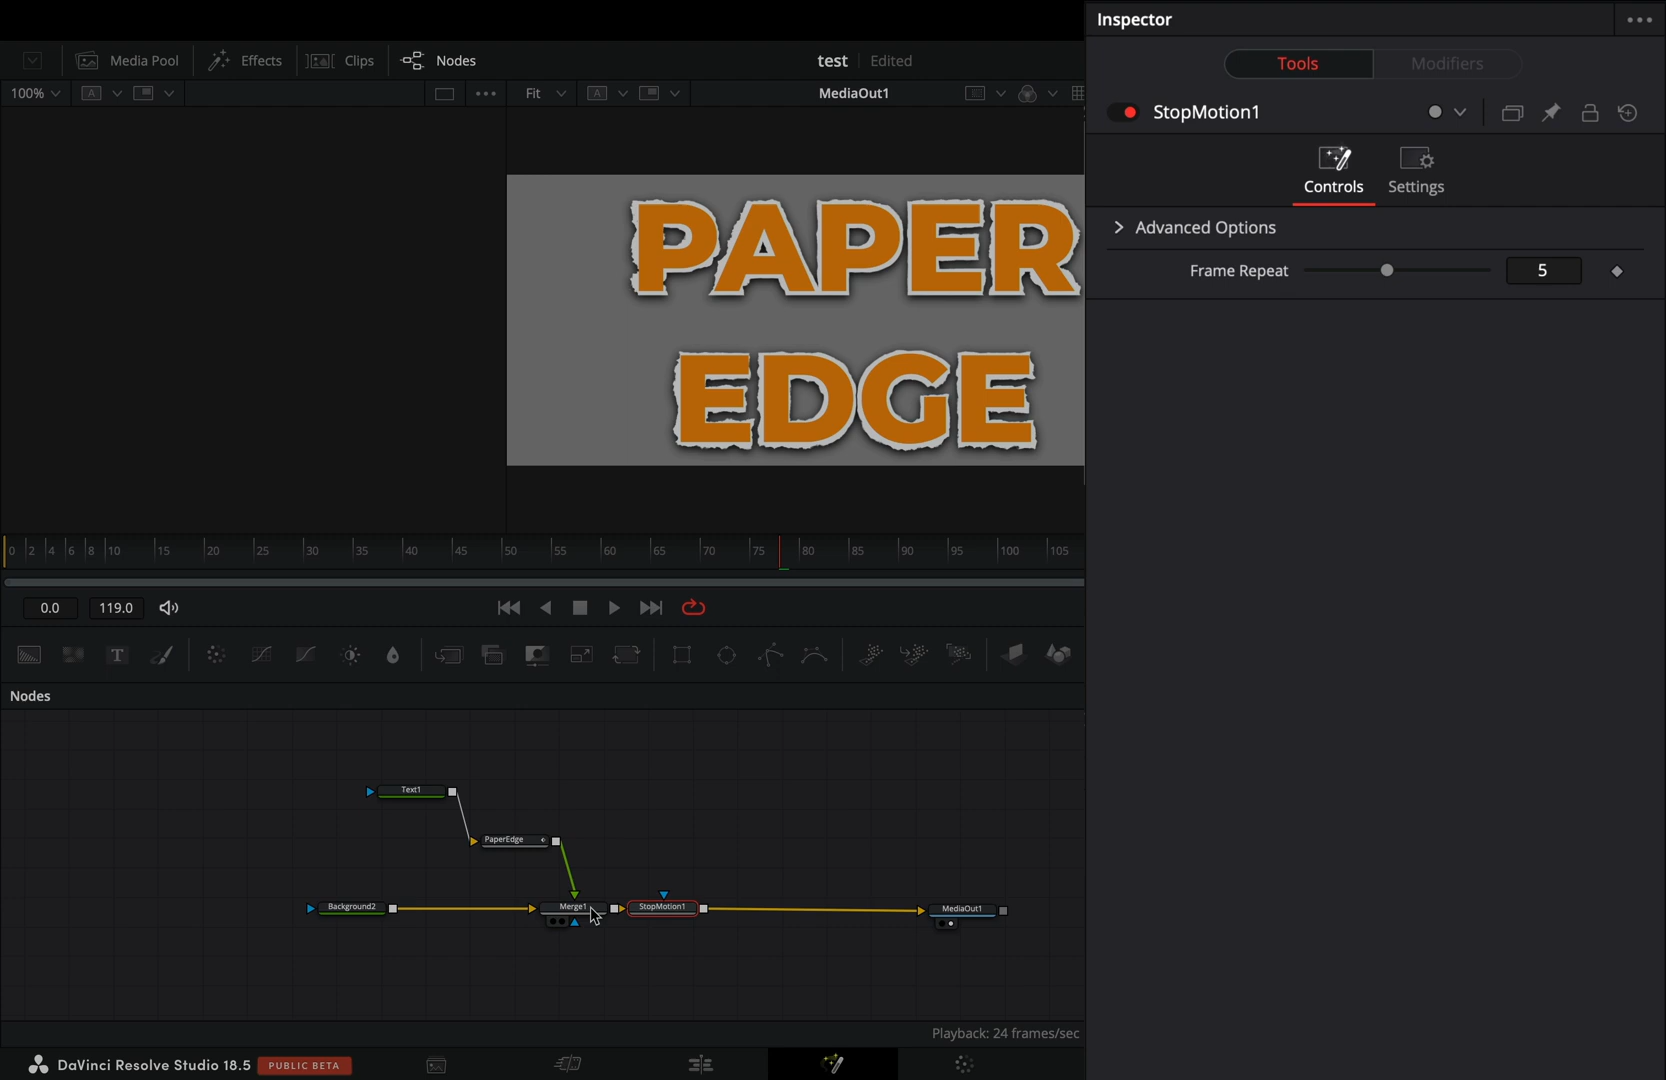 Inspector
Media Pool
Effects
Clips
Nodes
test
Edited
Tools
Modifiers
100%
A
Fit
A
MediaOut1
StopMotion1
Controls
Settings
PAPER
EDGE
Advanced Options
Frame Repeat
5
0 2 4 6 8 10 15 20 25 30 35 40 45 50 55 60 65 70 75 80 85 90 95 100 105
0.0
119.0
T
Nodes
Text1
PaperEdge
Background2
Merge1
StopMotion1
MediaOut1
Playback: 24 frames/sec
DaVinci Resolve Studio 18.5
PUBLIC BETA